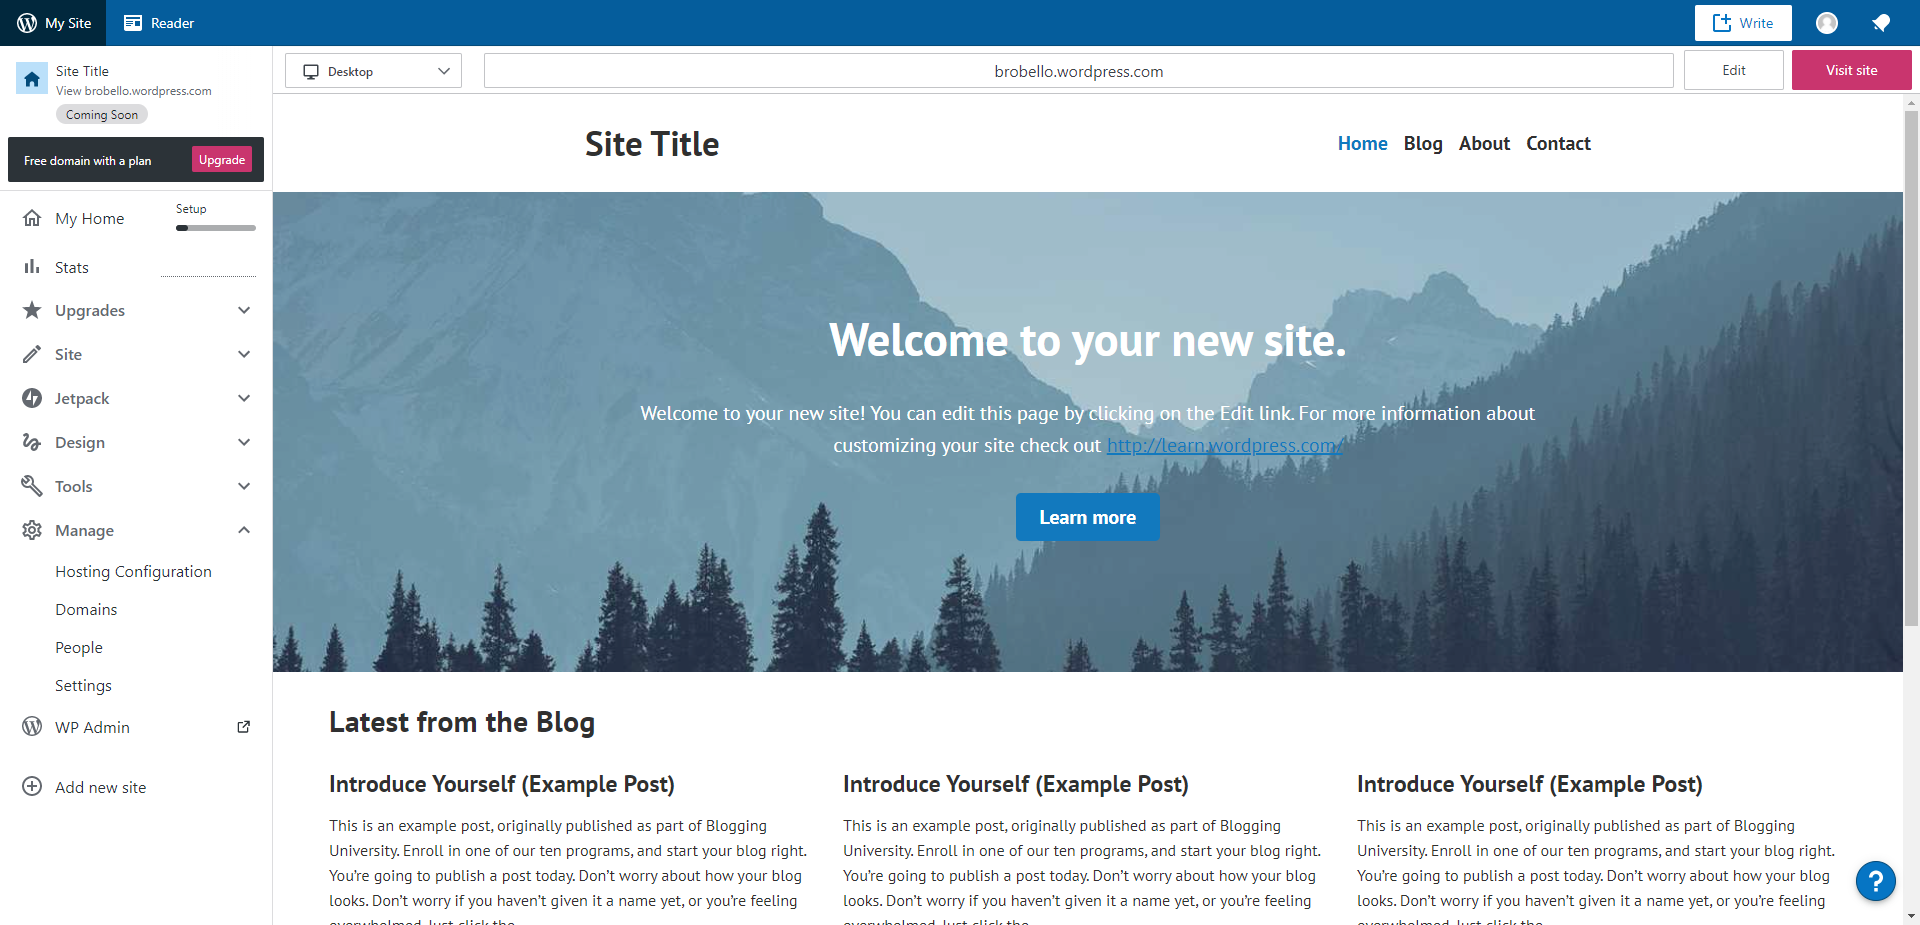 My Site
Reader
Write
Site Title
View brobello.wordpress.com
Coming Soon
Free domain with a plan
Upgrade
My Home
Setup
Stats
Upgrades
Site
Jetpack
Design
Tools
Manage
Hosting Configuration
Domains
People
Settings
WP Admin
Add new site
Desktop
brobello.wordpress.com
Edit
Visit site
Site Title
Home Blog About Contact
Welcome to your new site.
Welcome to your new site! You can edit this page by clicking on the Edit link. For more information about
customizing your site check out http://learn.wordpress.com/
Learn more
Latest from the Blog
Introduce Yourself (Example Post)
This is an example post, originally published as part of Blogging
University. Enroll in one of our ten programs, and start your blog right.
You’re going to publish a post today. Don’t worry about how your blog
looks. Don’t worry if you haven’t given it a name yet, or you’re feeling
overwhelmed. Just click the
Introduce Yourself (Example Post)
This is an example post, originally published as part of Blogging
University. Enroll in one of our ten programs, and start your blog right.
You’re going to publish a post today. Don’t worry about how your blog
looks. Don’t worry if you haven’t given it a name yet, or you’re feeling
overwhelmed. Just click the
Introduce Yourself (Example Post)
This is an example post, originally published as part of Blogging
University. Enroll in one of our ten programs, and start your blog right.
You’re going to publish a post today. Don’t worry about how your blog
looks. Don’t worry if you haven’t given it a name yet, or you’re feeling
overwhelmed. Just click the
?